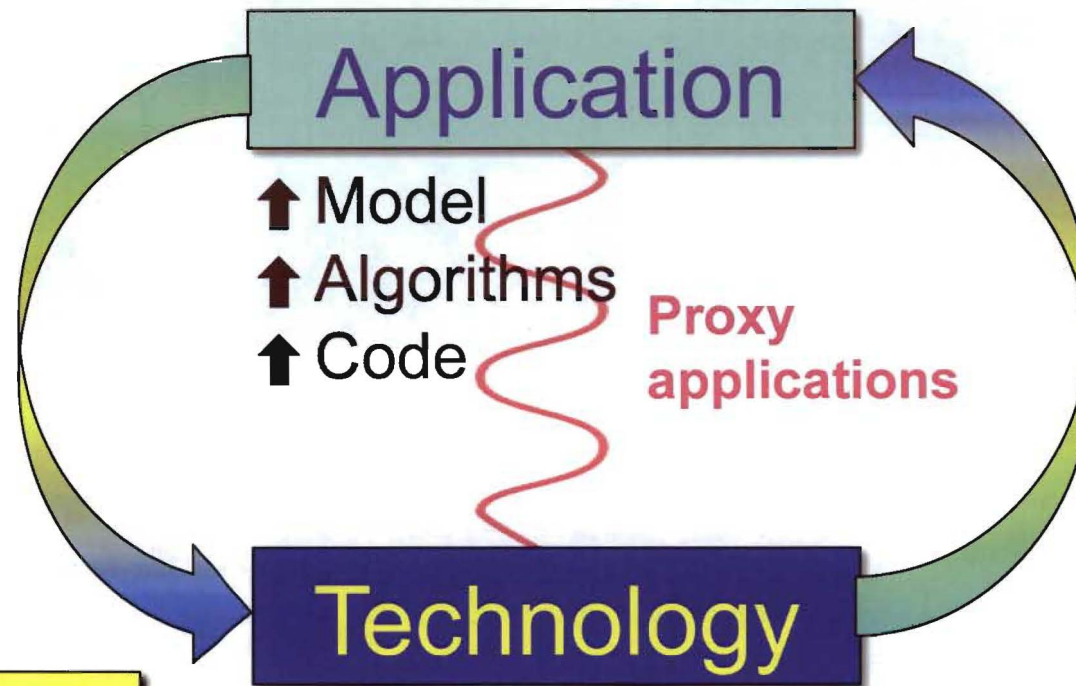 Application
Model
Algorithms
Code
Proxy
applications
Technology